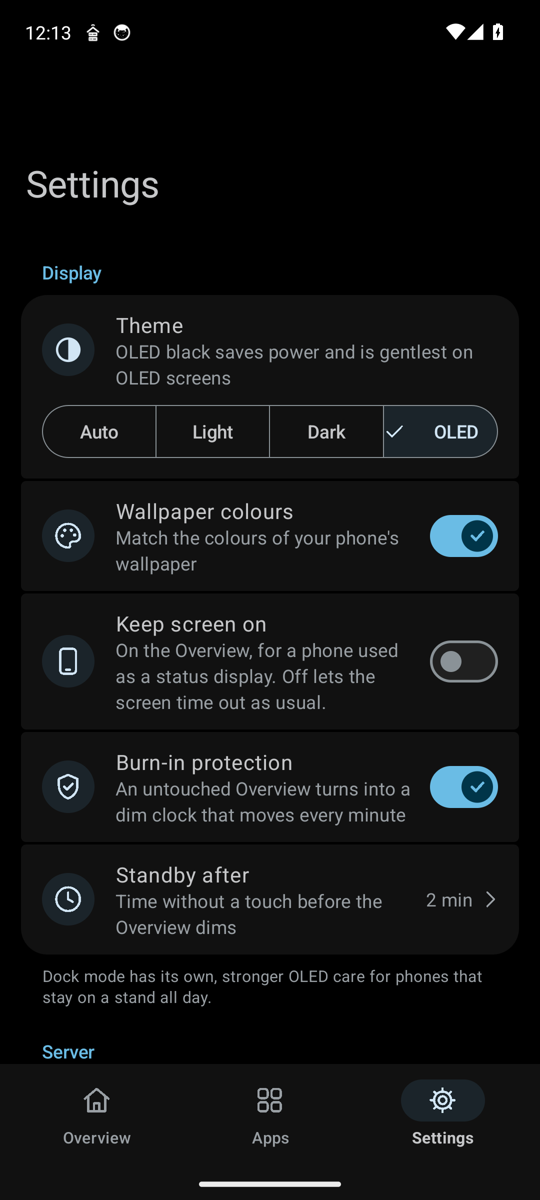 12:13
Settings
Display
Theme
OLED black saves power and is gentlest on
OLED screens
Auto
Light
Dark
OLED
Wallpaper colours
Match the colours of your phone's
wallpaper
Keep screen on
On the Overview, for a phone used
as a status display. Off lets the
screen time out as usual.
Burn-in protection
An untouched Overview turns into a
dim clock that moves every minute
Standby after
Time without a touch before the
Overview dims
2 min
Dock mode has its own, stronger OLED care for phones that
stay on a stand all day.
Server
Overview
Apps
Settings